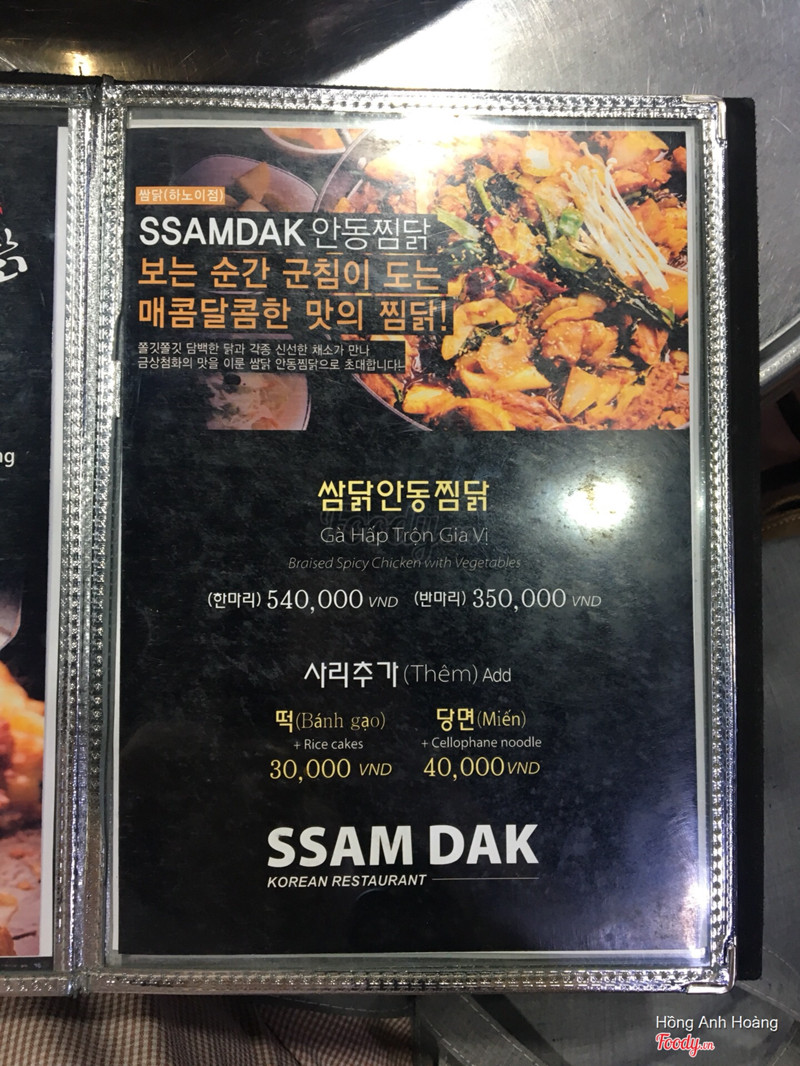 쌈닭(하노이점)
SSAMDAK 안동찜닭
보는 순간 군침이 도는
매콤달콤한 맛의 찜닭!
쫄깃쫄깃 담백한 닭과 각종 신선한 채소가 만나
금상첨화의 맛을 이룬 쌈닭 안동찜닭으로 초대합니다!
닭
ng
쌈닭안동찜닭
Gà Hấp Trộn Gia Vị
Braised Spicy Chicken with Vegetables
(한마리) 540,000 VND (반마리) 350,000 VND
사리추가 (Thêm) Add
떡(Bánh gạo) 당면(Miến)
+ Rice cakes + Cellophane noodle
30,000 VND 40,000 VND
SSAM DAK
KOREAN RESTAURANT
Hồng Anh Hoàng
Foody.vn